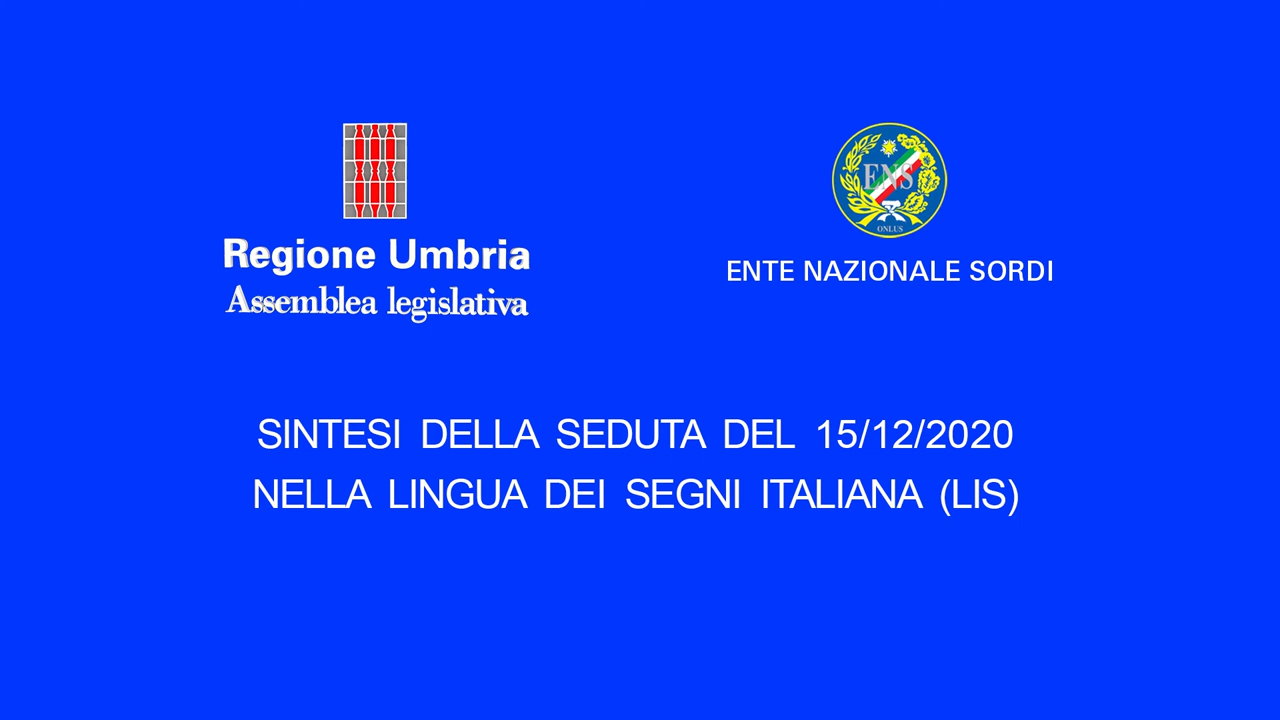 Regione Umbria
Assemblea legislativa
ENS
ONLUS
ENTE NAZIONALE SORDI
SINTESI DELLA SEDUTA DEL 15/12/2020
NELLA LINGUA DEI SEGNI ITALIANA (LIS)